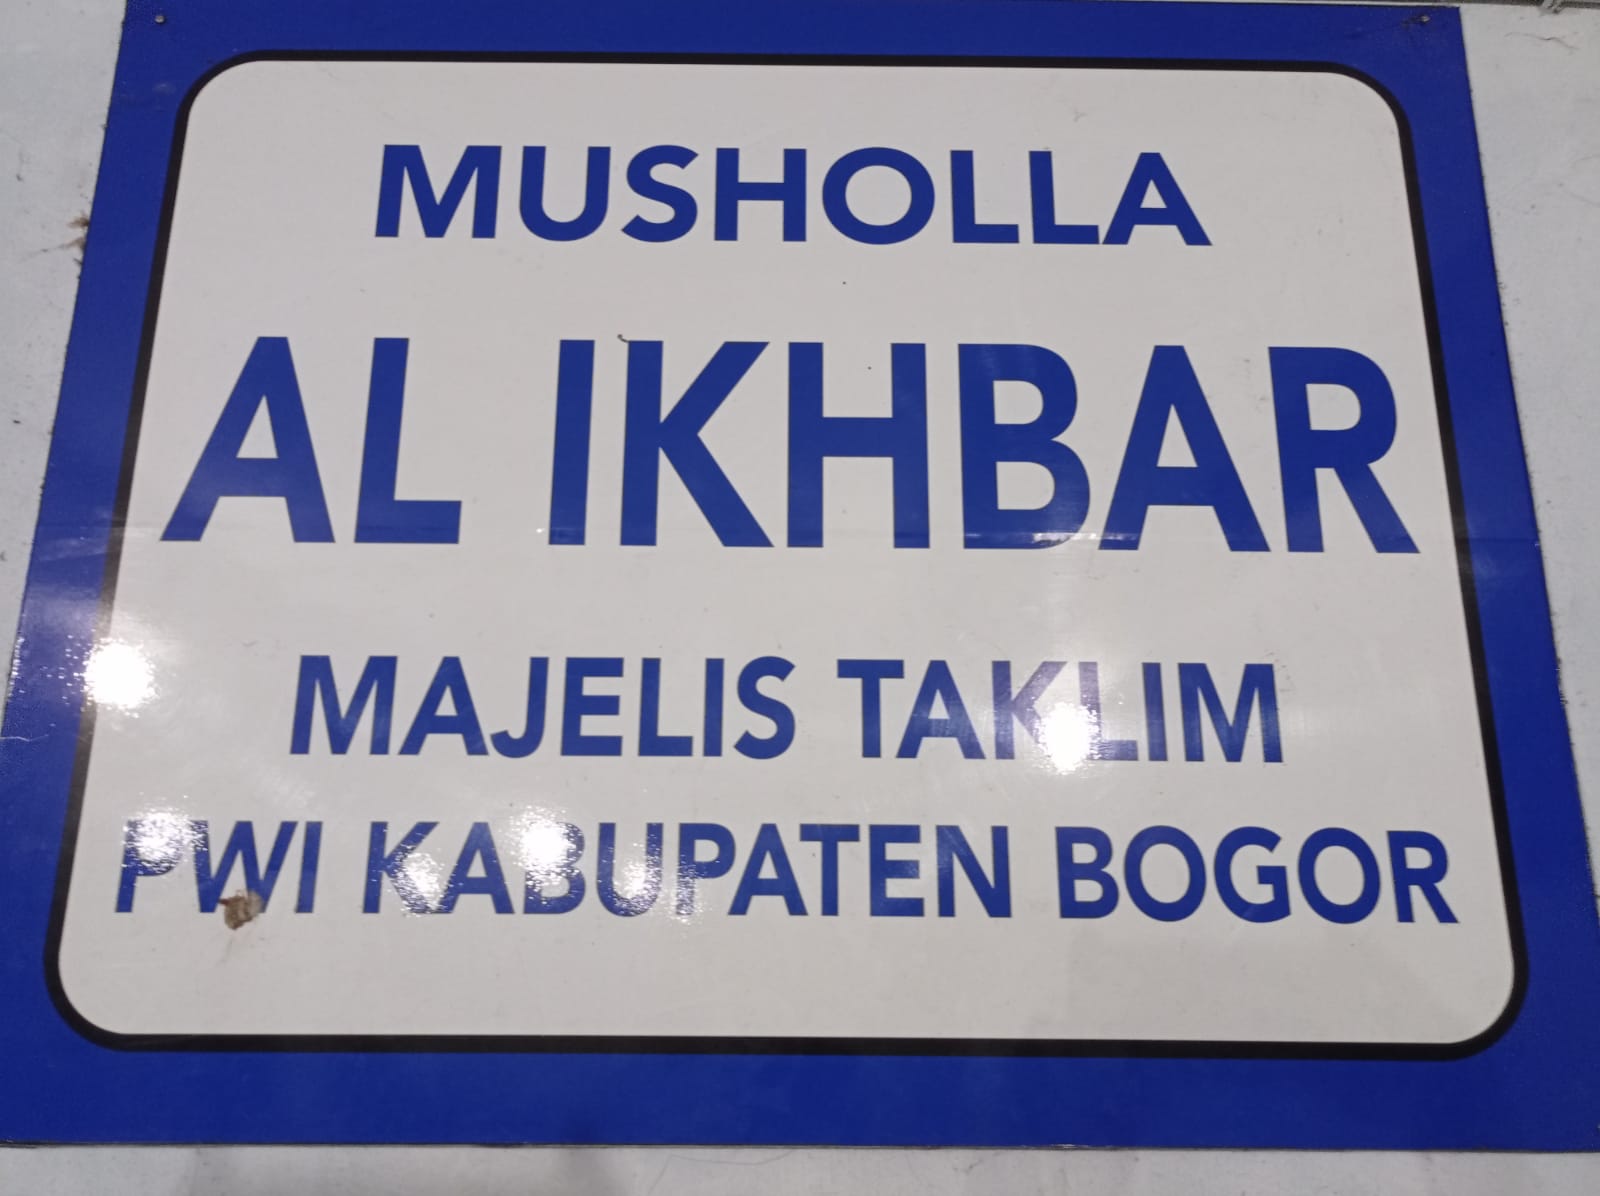 MUSHOLLA
AL IKHBAR
MAJELIS TAKLIM
PWI KABUPATEN BOGOR